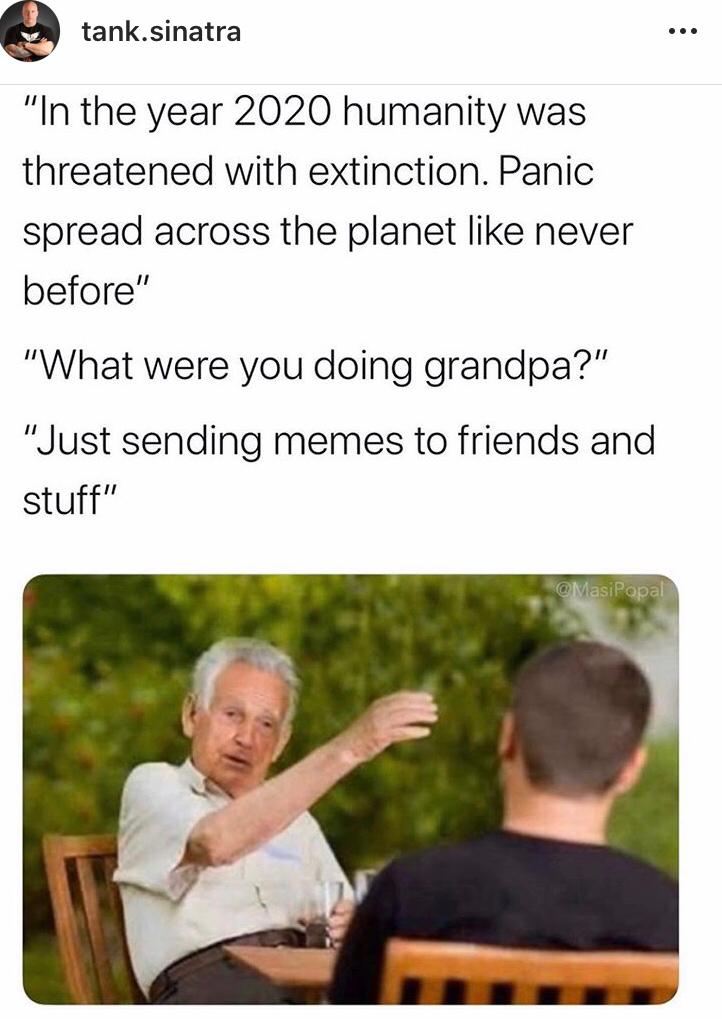 tank.sinatra
"In the year 2020 humanity was
threatened with extinction. Panic
spread across the planet like never
before"
"What were you doing grandpa?"
"Just sending memes to friends and
stuff"
@MasiPopal